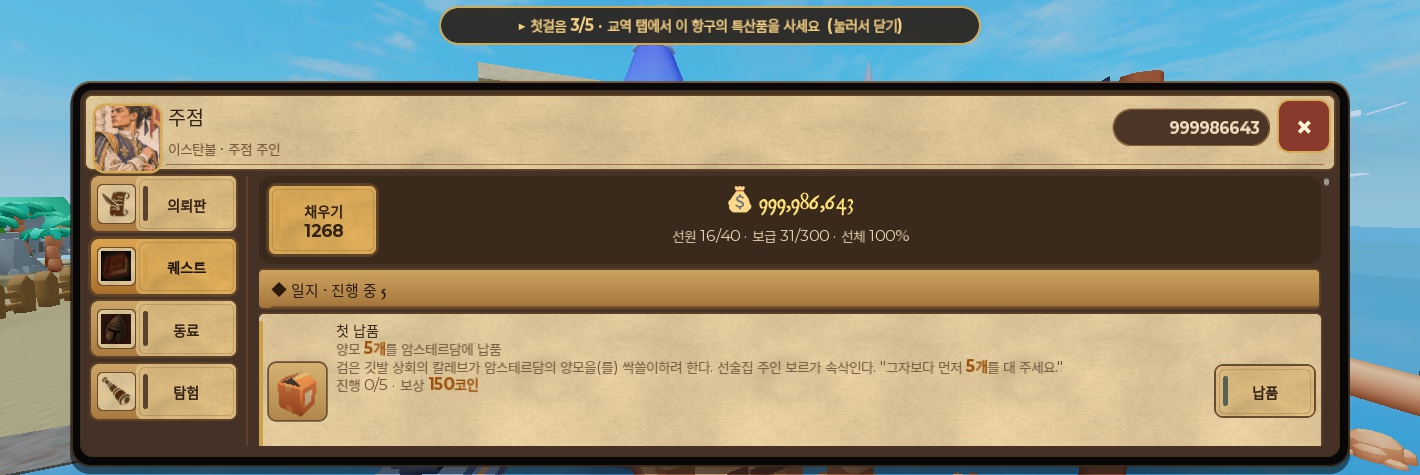 ▸ 첫걸음 3/5 · 교역 탭에서 이 항구의 특산품을 사세요 (눌러서 닫기)
주점
이스탄불 · 주점 주인
999986643
×
의뢰판
퀘스트
동료
탐험
채우기
1268
999,986,643
선원 16/40 · 보급 31/300 · 선체 100%
◆ 일지 · 진행 중 5
첫 납품
양모 5개를 암스테르담에 납품
검은 깃발 상회의 칼레브가 암스테르담의 양모을(를) 싹쓸이하려 한다. 선술집 주인 보르가 속삭인다. "그자보다 먼저 5개를 대 주세요."
진행 0/5 · 보상 150코인
납품